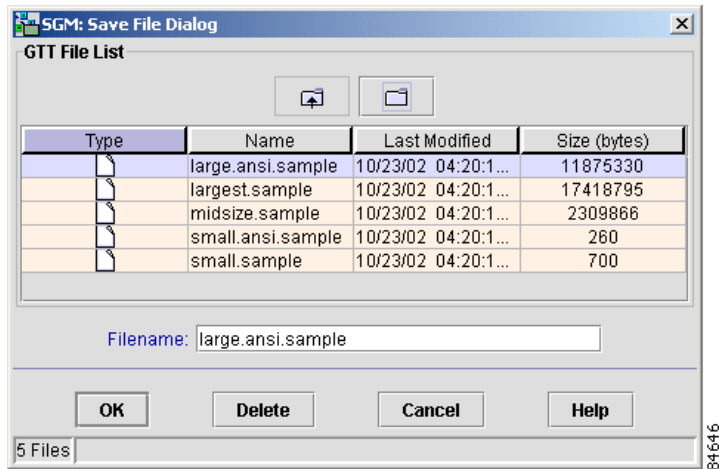 SGM: Save File Dialog
GTT File List
Type Name Last Modified Size (bytes)
large.ansi.sample 10/23/02 04:20:1... 11875330
largest.sample 10/23/02 04:20:1... 17418795
midsize.sample 10/23/02 04:20:1... 2309866
small.ansi.sample 10/23/02 04:20:1... 260
small.sample 10/23/02 04:20:1... 700
Filename: large.ansi.sample
OK Delete Cancel Help
5 Files
84646